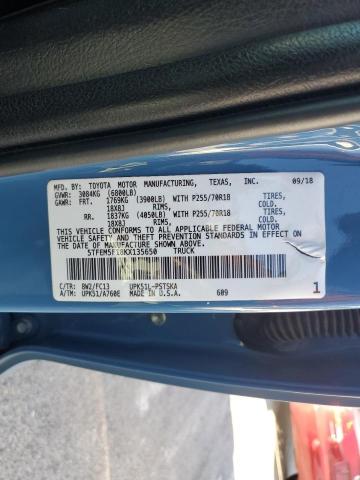 MFD. BY: TOYOTA MOTOR MANUFACTURING, TEXAS, INC. 09/18
GVWR: 3084KG (6800LB)
FRT. 1769KG (3900LB) WITH P255/70R18 TIRES,
18X8J RIMS, COLD.
RR. 1837KG (4050LB) WITH P255/70R18 TIRES,
18X8J RIMS, COLD.
THIS VEHICLE CONFORMS TO ALL APPLICABLE FEDERAL MOTOR
VEHICLE SAFETY AND THEFT PREVENTION STANDARDS IN EFFECT
ON THE DATE OF MANUFACTURE SHOWN ABOVE.
5TFEM5F18KX135650 TRUCK
C/TR: 8W2/FC13 UPK51L-PSTSKA
A/TM: UPK51/A760E MADE IN U.S.A. 609 1